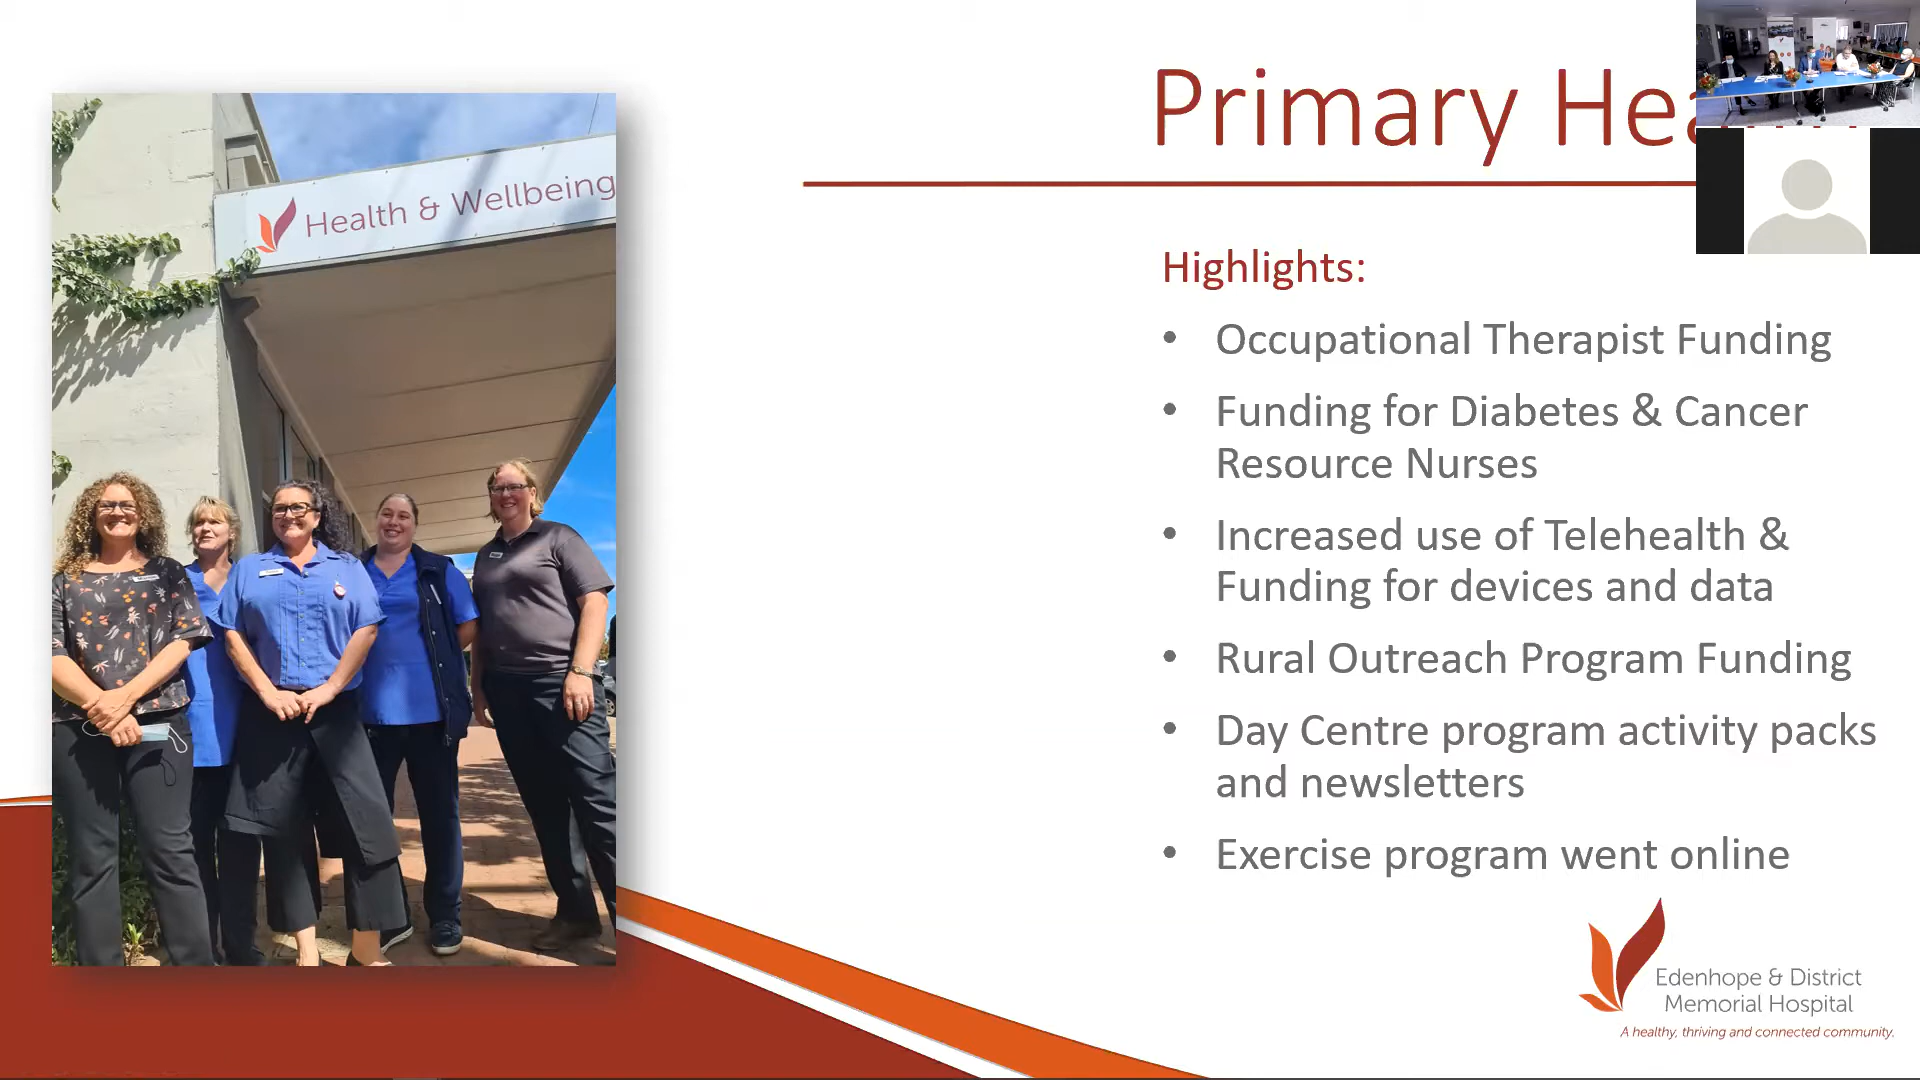 Primary Hea
Health & Wellbeing
Highlights:
• Occupational Therapist Funding
• Funding for Diabetes & Cancer
Resource Nurses
• Increased use of Telehealth &
Funding for devices and data
• Rural Outreach Program Funding
• Day Centre program activity packs
and newsletters
• Exercise program went online
Edenhope & District
Memorial Hospital
A healthy, thriving and connected community.